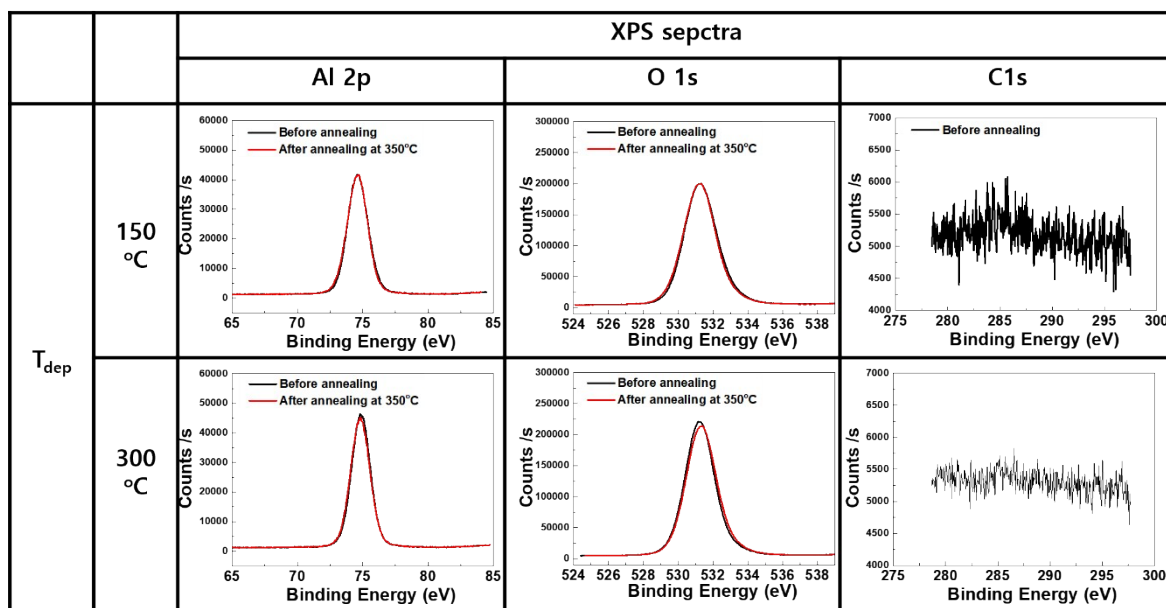 XPS sepctra
Al 2p
O 1s
C1s
T_dep
150
°C
60000
50000
40000
30000
20000
10000
0
Counts /s
Before annealing
After annealing at 350°C
65
70
75
80
85
Binding Energy (eV)
300000
250000
200000
150000
100000
50000
0
Counts /s
Before annealing
After annealing at 350°C
524
526
528
530
532
534
536
538
Binding Energy (eV)
7000
6500
6000
5500
5000
4500
4000
Counts /s
Before annealing
275
280
285
290
295
300
Binding Energy (eV)
300
°C
60000
50000
40000
30000
20000
10000
0
Counts /s
Before annealing
After annealing at 350°C
65
70
75
80
85
Binding Energy (eV)
300000
250000
200000
150000
100000
50000
0
Counts /s
Before annealing
After annealing at 350°C
524
526
528
530
532
534
536
538
Binding Energy (eV)
7000
6500
6000
5500
5000
4500
4000
Counts /s
Before annealing
275
280
285
290
295
300
Binding Energy (eV)